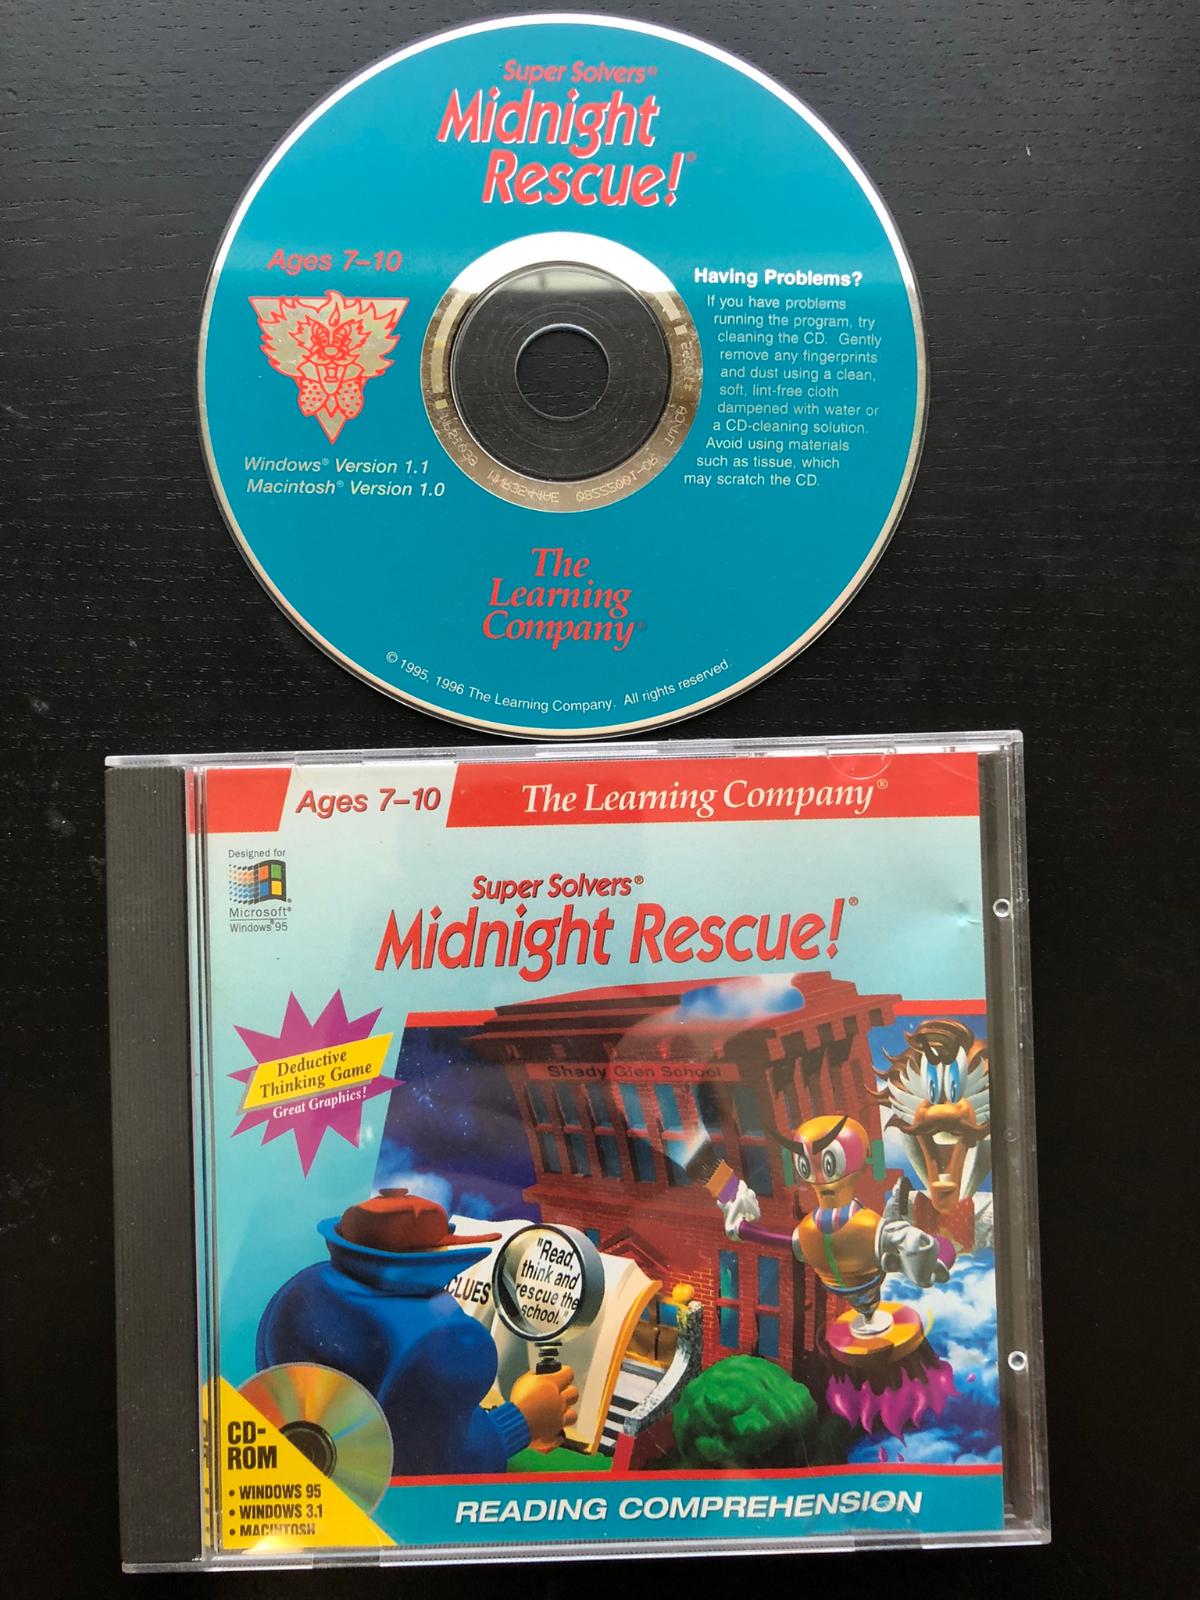 Super Solvers®
Midnight
Rescue!®
Ages 7–10
Having Problems?
If you have problems
running the program, try
cleaning the CD. Gently
remove any fingerprints
and dust using a clean,
soft, lint-free cloth
dampened with water or
a CD-cleaning solution.
Avoid using materials
such as tissue, which
may scratch the CD.
Windows® Version 1.1
Macintosh® Version 1.0
The
Learning
Company®
© 1995, 1996 The Learning Company. All rights reserved.
Ages 7–10
The Learning Company®
Designed for
Microsoft®
Windows®95
Super Solvers®
Midnight Rescue!®
Deductive
Thinking Game
Great Graphics!
Shady Glen School
CLUES
"Read,
think and
rescue the
school."
CD-
ROM
• WINDOWS 95
• WINDOWS 3.1
• MACINTOSH
READING COMPREHENSION